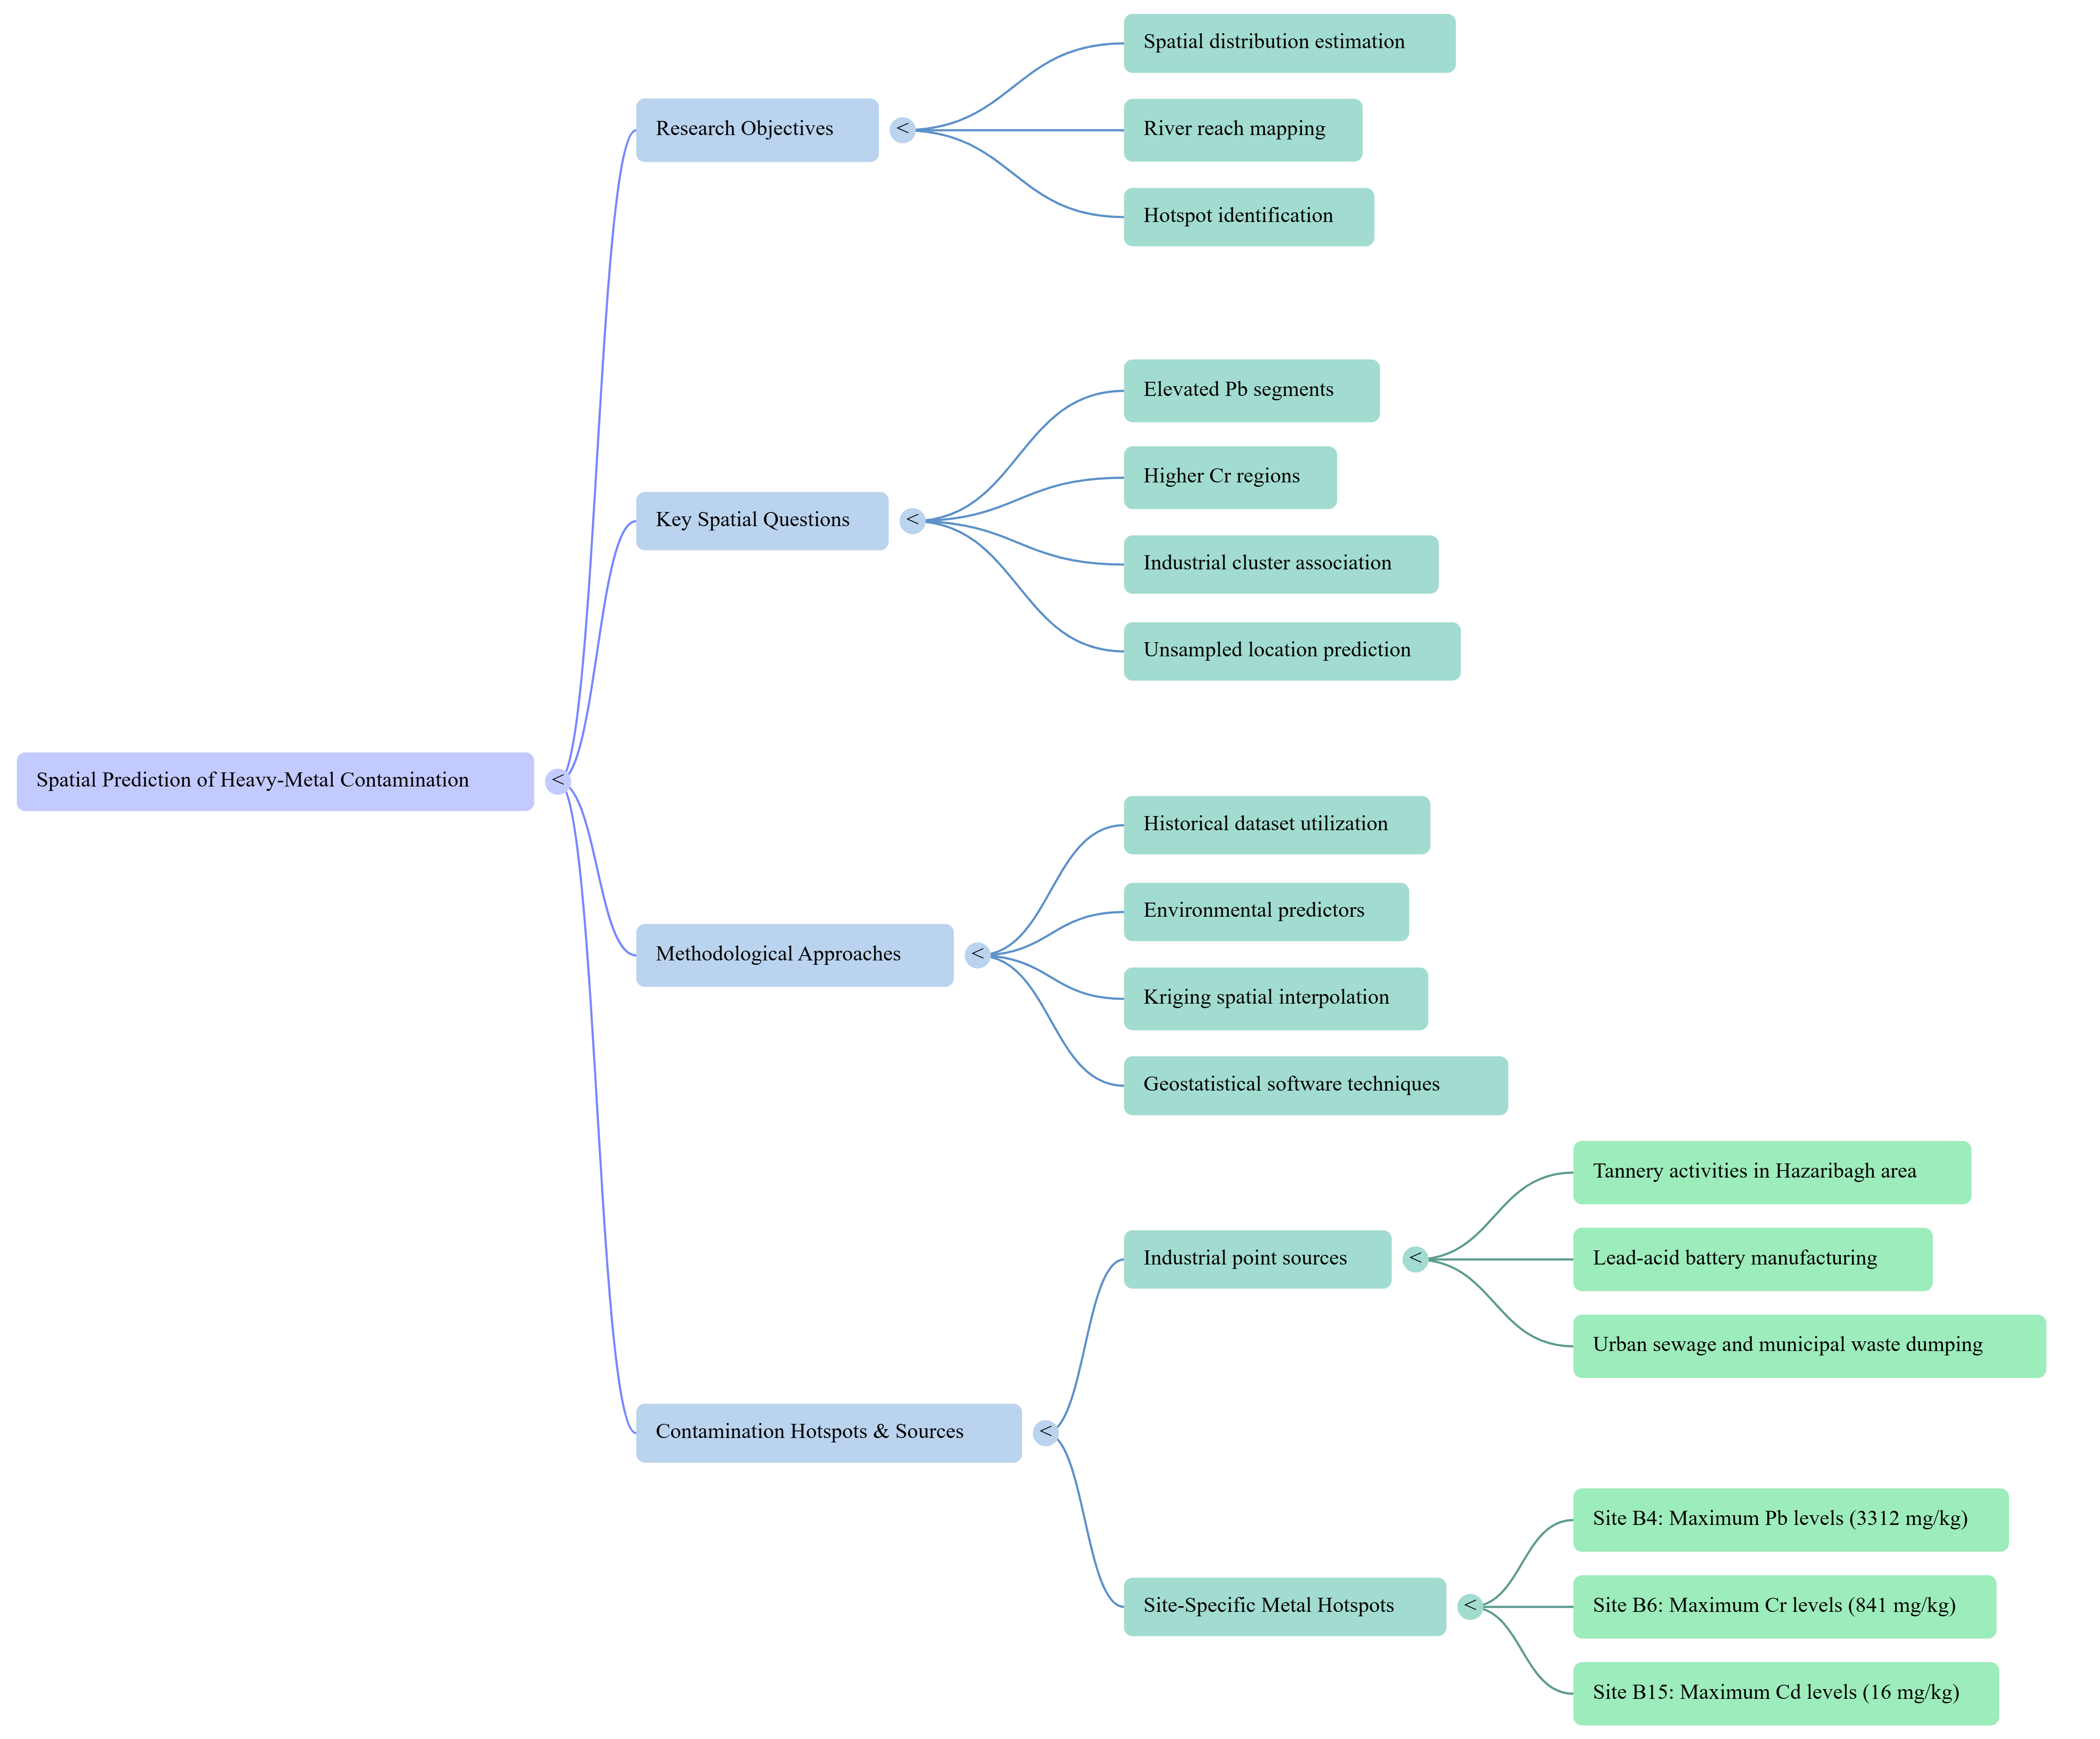 Spatial Prediction of Heavy-Metal Contamination
<
Research Objectives
<
Spatial distribution estimation
River reach mapping
Hotspot identification
Key Spatial Questions
<
Elevated Pb segments
Higher Cr regions
Industrial cluster association
Unsampled location prediction
Methodological Approaches
<
Historical dataset utilization
Environmental predictors
Kriging spatial interpolation
Geostatistical software techniques
Contamination Hotspots & Sources
<
Industrial point sources
<
Tannery activities in Hazaribagh area
Lead-acid battery manufacturing
Urban sewage and municipal waste dumping
Site-Specific Metal Hotspots
<
Site B4: Maximum Pb levels (3312 mg/kg)
Site B6: Maximum Cr levels (841 mg/kg)
Site B15: Maximum Cd levels (16 mg/kg)